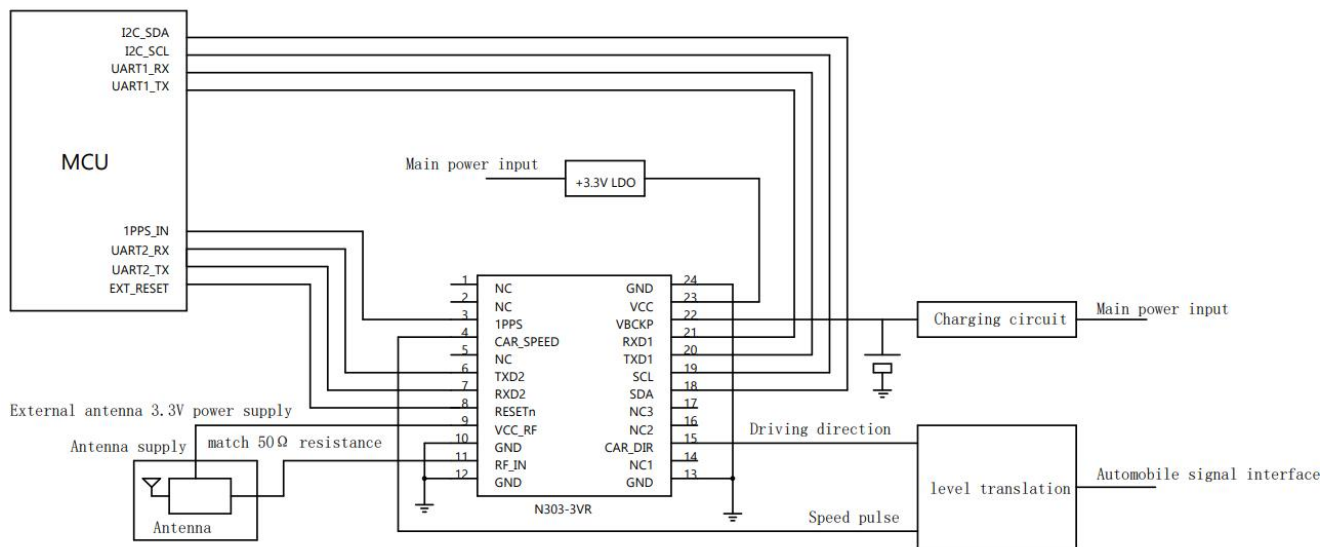 I2C_SDA
I2C_SCL
UART1_RX
UART1_TX
MCU
Main power input
+3.3V LDO
1PPS_IN
UART2_RX
UART2_TX
EXT_RESET
1 NC GND 24
2 NC VCC 23
3 1PPS VBCKP 22
4 CAR_SPEED RXD1 21
5 NC TXD1 20
6 TXD2 SCL 19
7 RXD2 SDA 18
8 RESETn NC3 17
9 VCC_RF NC2 16
10 GND CAR_DIR 15
11 RF_IN NC1 14
12 GND GND 13
N303-3VR
Charging circuit
Main power input
External antenna 3.3V power supply
Antenna supply
match 50Ω resistance
Antenna
Driving direction
level translation
Automobile signal interface
Speed pulse